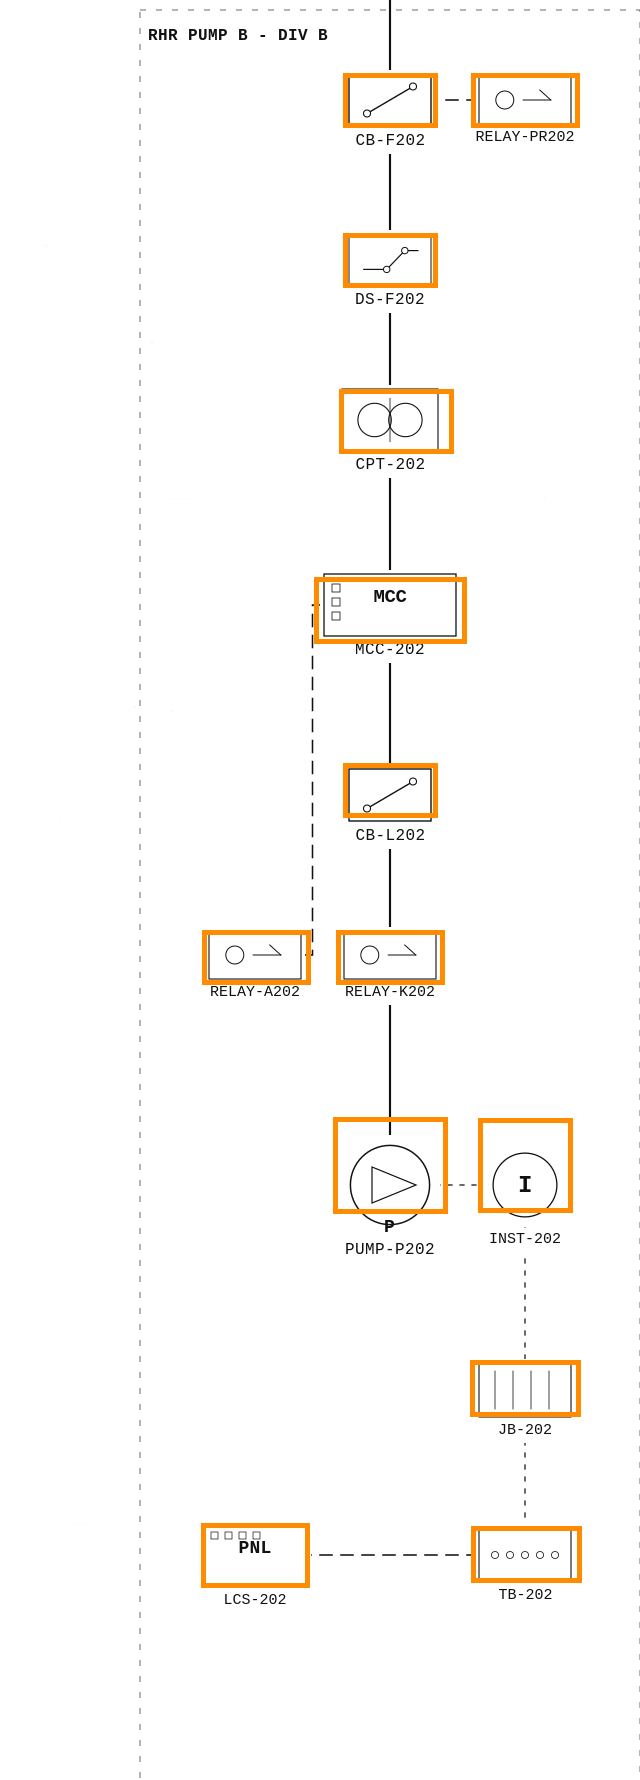 RHR PUMP B - DIV B
CB-F202
RELAY-PR202
DS-F202
CPT-202
MCC
MCC-202
CB-L202
RELAY-A202
RELAY-K202
I
P
INST-202
PUMP-P202
JB-202
PNL
TB-202
LCS-202